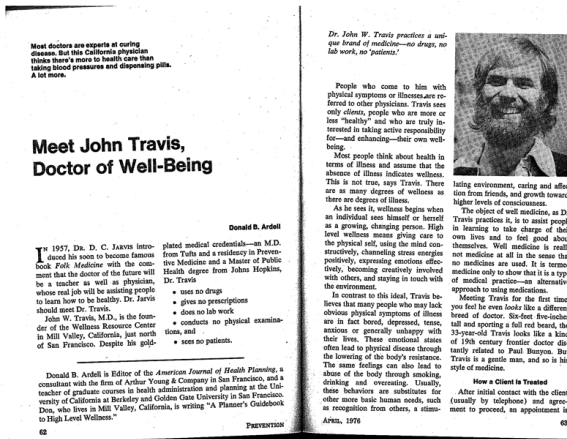 Most doctors are experts at curing
disease. But this California physician
thinks there's more to health care than
taking blood pressures and dispensing pills.
A lot more.
Meet John Travis,
Doctor of Well-Being
Donald B. Ardell
IN 1957, DR. D. C. JARVIS intro-
duced his soon to become famous
book Folk Medicine with the com-
ment that the doctor of the future will
be a teacher as well as physician,
whose real job will be assisting people
to learn how to be healthy. Dr. Jarvis
should meet Dr. Travis.
John W. Travis, M.D., is the foun-
der of the Wellness Resource Center
in Mill Valley, California, just north
of San Francisco. Despite his gold-
plated medical credentials—an M.D.
from Tufts and a residency in Preven-
tive Medicine and a Master of Public
Health degree from Johns Hopkins,
Dr. Travis
• uses no drugs
• gives no prescriptions
• does no lab work
• conducts no physical examina-
tions, and
• sees no patients.
Donald B. Ardell is Editor of the American Journal of Health Planning, a
consultant with the firm of Arthur Young & Company in San Francisco, and a
teacher of graduate courses in health administration and planning at the Uni-
versity of California at Berkeley and Golden Gate University in San Francisco.
Don, who lives in Mill Valley, California, is writing "A Planner's Guidebook
to High Level Wellness."
62
PREVENTION
Dr. John W. Travis practices a uni-
que brand of medicine—no drugs, no
lab work, no 'patients.'
People who come to him with
physical symptoms or illnesses are re-
ferred to other physicians. Travis sees
only clients, people who are more or
less "healthy" and who are truly in-
terested in taking active responsibility
for—and enhancing—their own well-
being.
Most people think about health in
terms of illness and assume that the
absence of illness indicates wellness.
This is not true, says Travis. There
are as many degrees of wellness as
there are degrees of illness.
As he sees it, wellness begins when
an individual sees himself or herself
as a growing, changing person. High
level wellness means giving care to
the physical self, using the mind con-
structively, channeling stress energies
positively, expressing emotions effec-
tively, becoming creatively involved
with others, and staying in touch with
the environment.
In contrast to this ideal, Travis be-
lieves that many people who may lack
obvious physical symptoms of illness
are in fact bored, depressed, tense,
anxious or generally unhappy with
their lives. These emotional states
often lead to physical disease through
the lowering of the body's resistance.
The same feelings can also lead to
abuse of the body through smoking,
drinking and overeating. Usually,
these behaviors are substitutes for
other more basic human needs, such
as recognition from others, a stimu-
APRIL, 1976
lating environment, caring and affec
tion from friends, and growth toward
higher levels of consciousness.
The object of well medicine, as D
Travis practices it, is to assist peopl
in learning to take charge of thei
own lives and to feel good abou
themselves. Well medicine is reall
not medicine at all in the sense tha
no medicines are used. It is terme
medicine only to show that it is a typ
of medical practice—an alternativ
approach to using medications.
Meeting Travis for the first time
you feel he even looks like a differen
breed of doctor. Six-feet five-inche
tall and sporting a full red beard, th
33-year-old Travis looks like a kin
of 19th century frontier doctor dis
tantly related to Paul Bunyon. Bu
Travis is a gentle man, and so is hi
style of medicine.
How a Client Is Treated
After initial contact with the client
(usually by telephone) and agree-
ment to proceed, an appointment is
63